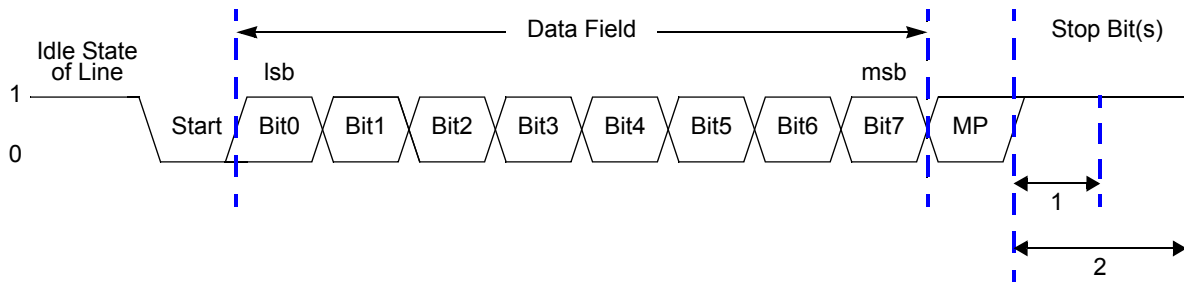 Data Field
Stop Bit(s)
Idle State
of Line
lsb
msb
1
Start
Bit0
Bit1
Bit2
Bit3
Bit4
Bit5
Bit6
Bit7
MP
0
1
2